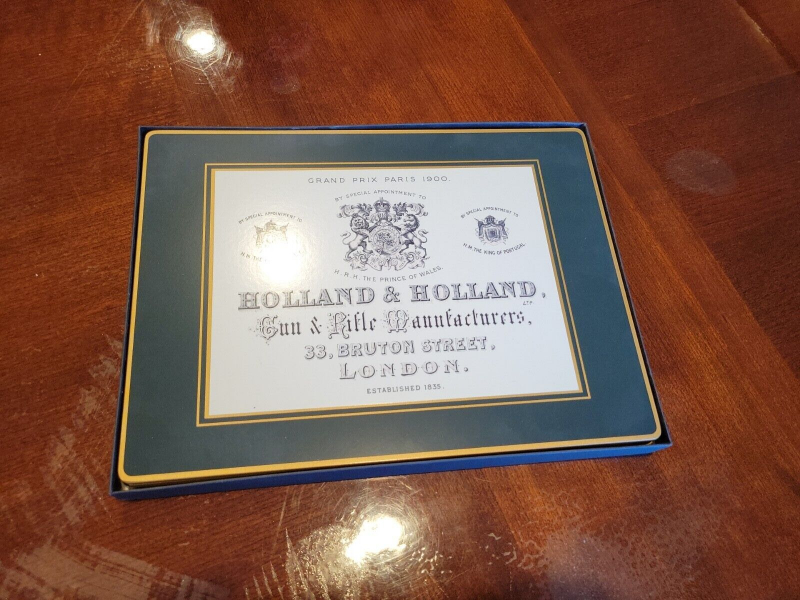 GRAND PRIX PARIS 1900.
BY SPECIAL APPOINTMENT TO
H.R.H. THE PRINCE OF WALES.
BY SPECIAL APPOINTMENT TO
BY SPECIAL APPOINTMENT TO
H.M. THE KING OF PORTUGAL.
HOLLAND & HOLLAND,
LTD
Gun & Rifle Manufacturers,
33, BRUTON STREET,
LONDON.
ESTABLISHED 1835.